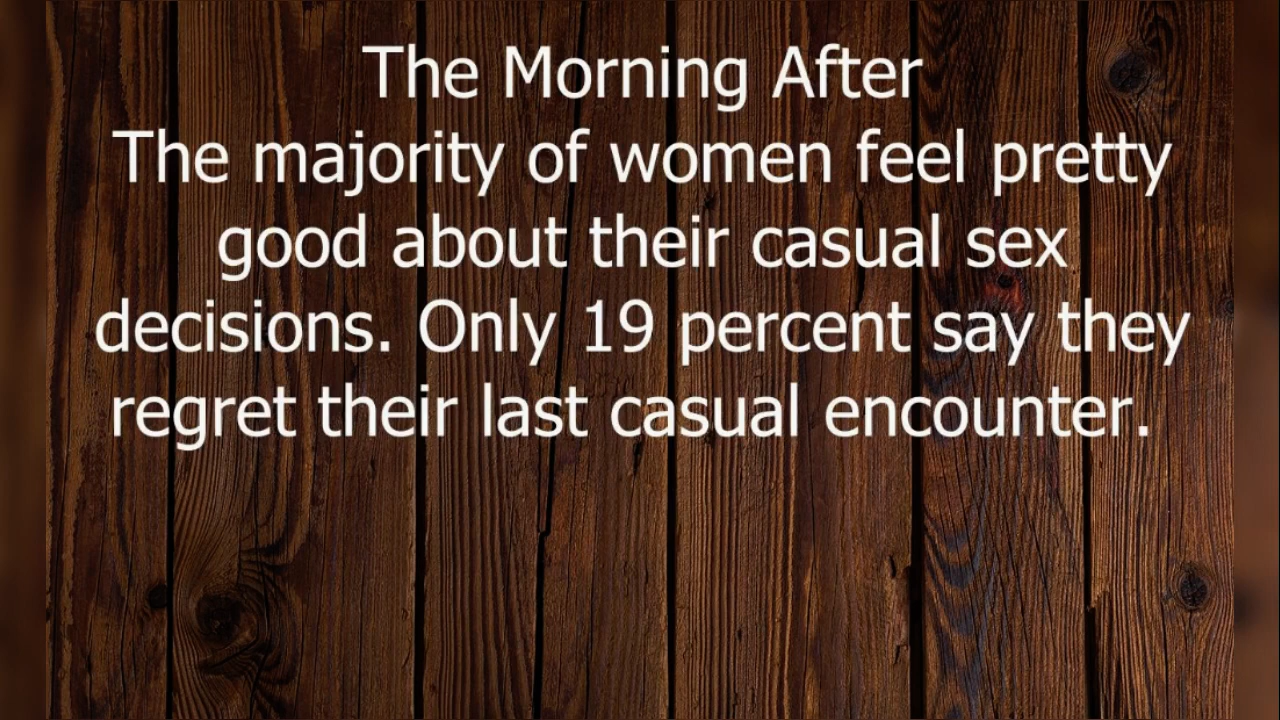 The Morning After
The majority of women feel pretty
good about their casual sex
decisions. Only 19 percent say they
regret their last casual encounter.